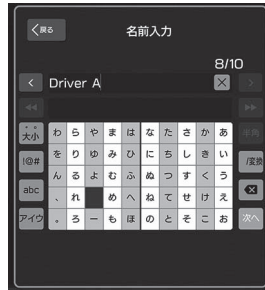 戻る
名前入力
8/10
Driver A
大小 わ ら や ま は な た さ か あ 半角
!@# を り ゆ み ひ に ち し き い /変換
ん る よ む ふ ぬ つ す く う
abc 、 れ め へ ね て せ け え
アイウ 。 ろ ー も ほ の と そ こ お 次へ